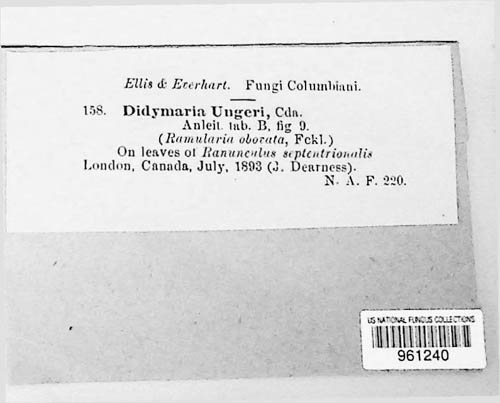 Ellis & Everhart. Fungi Columbiani.
158. Didymaria Ungeri, Cda.
Anleit. tab. B, fig 9.
(Ramularia obovata, Fckl.)
On leaves of Ranunculus septentrionalis
London, Canada, July, 1893 (J. Dearness).
N. A. F. 220.
US NATIONAL FUNGUS COLLECTIONS
961240